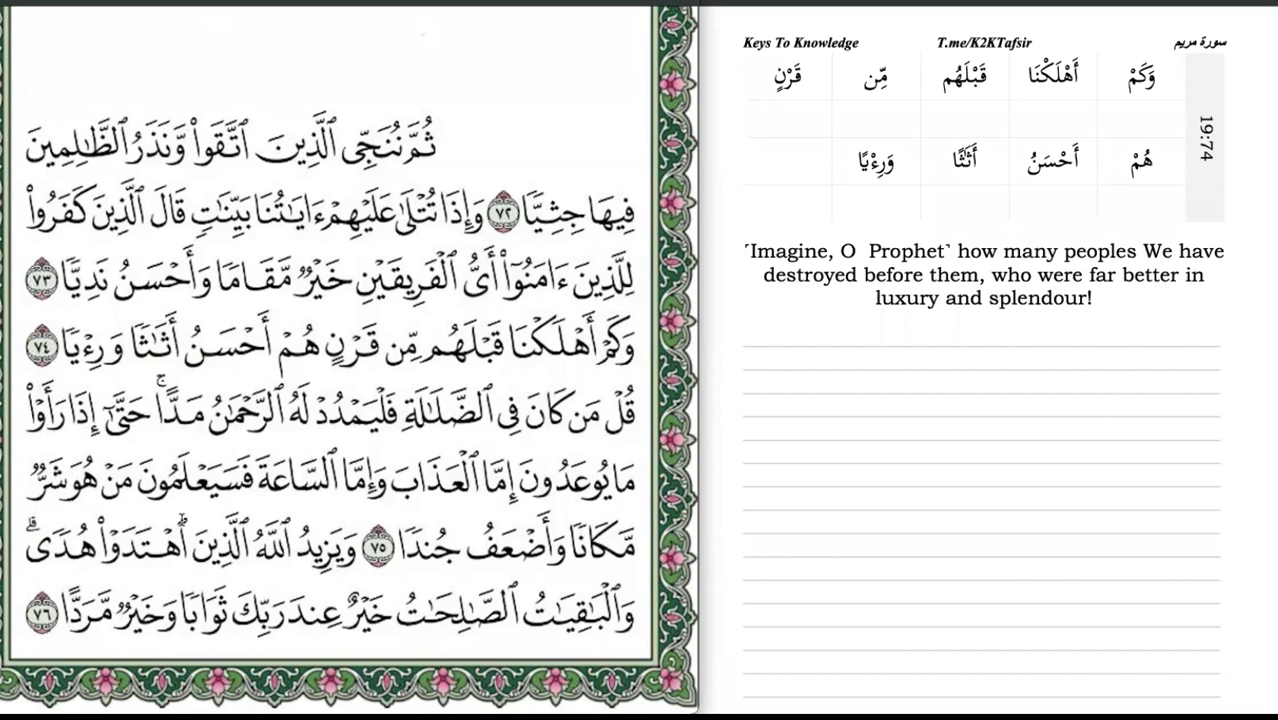 ثُمَّ نُنَجِّي ٱلَّذِينَ ٱتَّقَوا۟ وَّنَذَرُ ٱلظَّـٰلِمِينَ
فِيهَا جِثِيًّا ٧٢ وَإِذَا تُتْلَىٰ عَلَيْهِمْ ءَايَـٰتُنَا بَيِّنَـٰتٍ قَالَ ٱلَّذِينَ كَفَرُوا۟
لِلَّذِينَ ءَامَنُوٓا۟ أَىُّ ٱلْفَرِيقَيْنِ خَيْرٌ مَّقَامًا وَأَحْسَنُ نَدِيًّا ٧٣
وَكَمْ أَهْلَكْنَا قَبْلَهُم مِّن قَرْنٍ هُمْ أَحْسَنُ أَثَـٰثًا وَرِءْيًا ٧٤
قُلْ مَن كَانَ فِى ٱلضَّلَـٰلَةِ فَلْيَمْدُدْ لَهُ ٱلرَّحْمَـٰنُ مَدًّا ۚ حَتَّىٰٓ إِذَا رَأَوْا۟
مَا يُوعَدُونَ إِمَّا ٱلْعَذَابَ وَإِمَّا ٱلسَّاعَةَ فَسَيَعْلَمُونَ مَنْ هُوَ شَرٌّ
مَّكَانًا وَأَضْعَفُ جُندًا ٧٥ وَيَزِيدُ ٱللَّهُ ٱلَّذِينَ ٱهْتَدَوْا۟ هُدًى ۗ
وَٱلْبَـٰقِيَـٰتُ ٱلصَّـٰلِحَـٰتُ خَيْرٌ عِندَ رَبِّكَ ثَوَابًا وَخَيْرٌ مَّرَدًّا ٧٦
Keys To Knowledge T.me/K2KTafsir سورة مريم
وَكَمْ أَهْلَكْنَا قَبْلَهُم مِّن قَرْنٍ
19:74
هُمْ أَحْسَنُ أَثَـٰثًا وَرِءْيًا
'Imagine, O Prophet` how many peoples We have
destroyed before them, who were far better in
luxury and splendour!